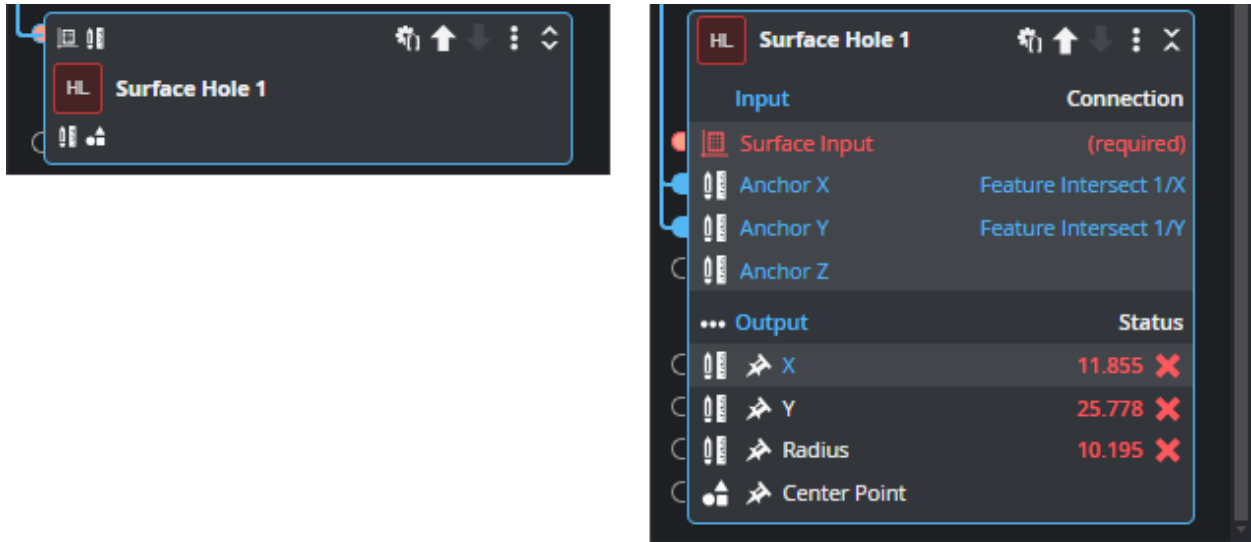 HL Surface Hole 1
HL Surface Hole 1
Input Connection
Surface Input (required)
Anchor X Feature Intersect 1/X
Anchor Y Feature Intersect 1/Y
Anchor Z
Output Status
X 11.855
Y 25.778
Radius 10.195
Center Point